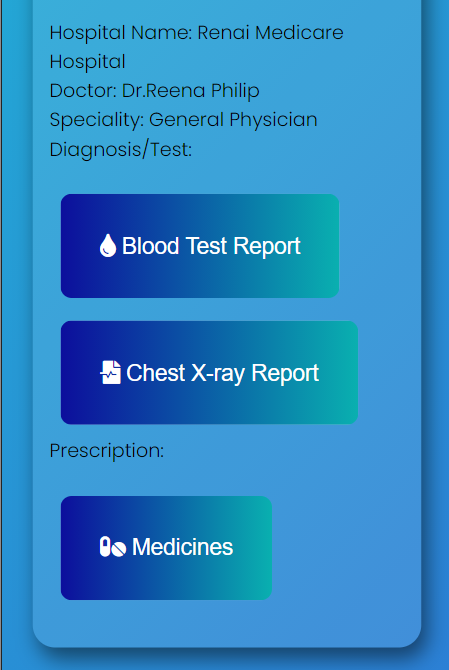 Hospital Name: Renai Medicare
Hospital
Doctor: Dr.Reena Philip
Speciality: General Physician
Diagnosis/Test:
Blood Test Report
Chest X-ray Report
Prescription:
Medicines